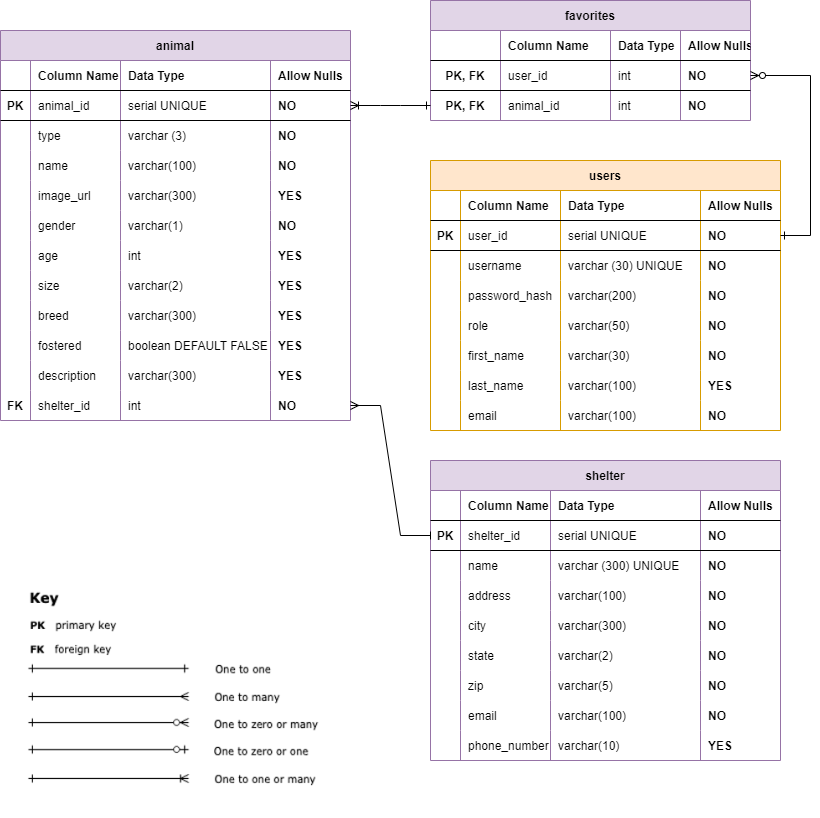 animal
Column Name Data Type Allow Nulls
PK animal_id serial UNIQUE NO
type varchar (3) NO
name varchar(100) NO
image_url varchar(300) YES
gender varchar(1) NO
age int YES
size varchar(2) YES
breed varchar(300) YES
fostered boolean DEFAULT FALSE YES
description varchar(300) YES
FK shelter_id int NO
favorites
Column Name Data Type Allow Nulls
PK, FK user_id int NO
PK, FK animal_id int NO
users
Column Name Data Type Allow Nulls
PK user_id serial UNIQUE NO
username varchar (30) UNIQUE NO
password_hash varchar(200) NO
role varchar(50) NO
first_name varchar(30) NO
last_name varchar(100) YES
email varchar(100) NO
shelter
Column Name Data Type Allow Nulls
PK shelter_id serial UNIQUE NO
name varchar (300) UNIQUE NO
address varchar(100) NO
city varchar(300) NO
state varchar(2) NO
zip varchar(5) NO
email varchar(100) NO
phone_number varchar(10) YES
Key
PK primary key
FK foreign key
One to one
One to many
One to zero or many
One to zero or one
One to one or many